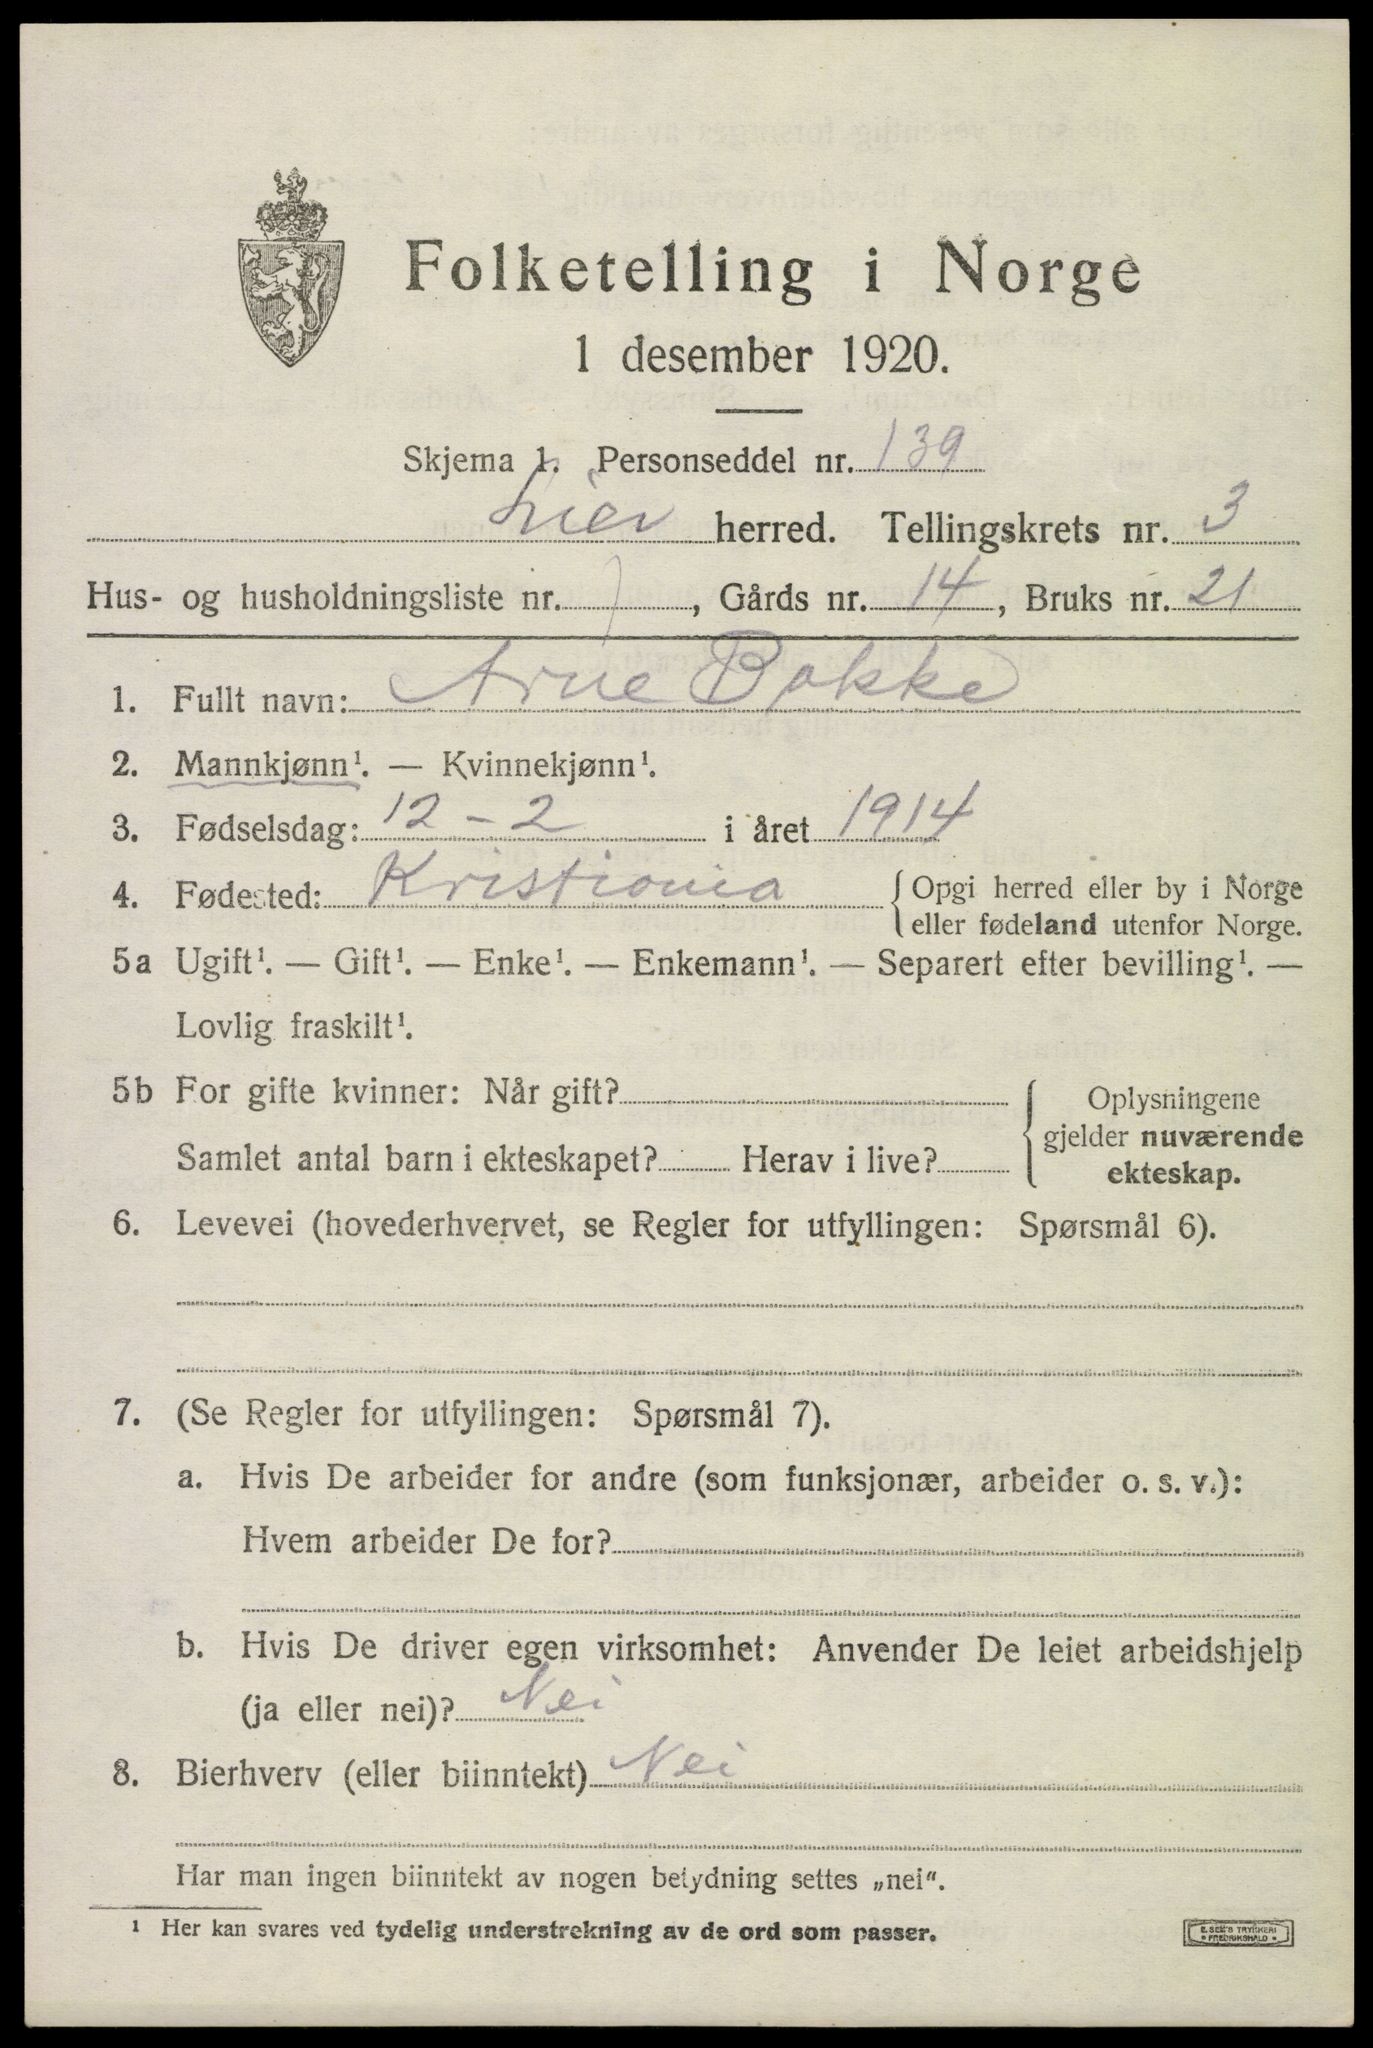 Folketelling i Norge
1 desember 1920.
Skjema 1. Personseddel nr. 139
Lier herred. Tellingskrets nr. 3
Hus- og husholdningsliste nr. 7, Gårds nr. 14, Bruks nr. 21
1. Fullt navn: Arne Bakke
2. Mannkjønn¹. — Kvinnekjønn¹.
3. Fødselsdag: 12-2 i året 1914
4. Fødested: Kristiania { Opgi herred eller by i Norge
eller fødeland utenfor Norge.
5a Ugift¹. — Gift¹. — Enke¹. — Enkemann¹. — Separert efter bevilling¹. —
Lovlig fraskilt¹.
5b For gifte kvinner: Når gift? { Oplysningene
gjelder nuværende
Samlet antal barn i ekteskapet? Herav i live? ekteskap.
6. Levevei (hovederhvervet, se Regler for utfyllingen: Spørsmål 6).
7. (Se Regler for utfyllingen: Spørsmål 7).
a. Hvis De arbeider for andre (som funksjonær, arbeider o. s. v.):
Hvem arbeider De for?
b. Hvis De driver egen virksomhet: Anvender De leiet arbeidshjelp
(ja eller nei)? Nei
8. Bierhverv (eller biinntekt) Nei
Har man ingen biinntekt av nogen betydning settes „nei“.
¹ Her kan svares ved tydelig understrekning av de ord som passer.
E. SEM'S TRYKKERI
FREDRIKSHALD